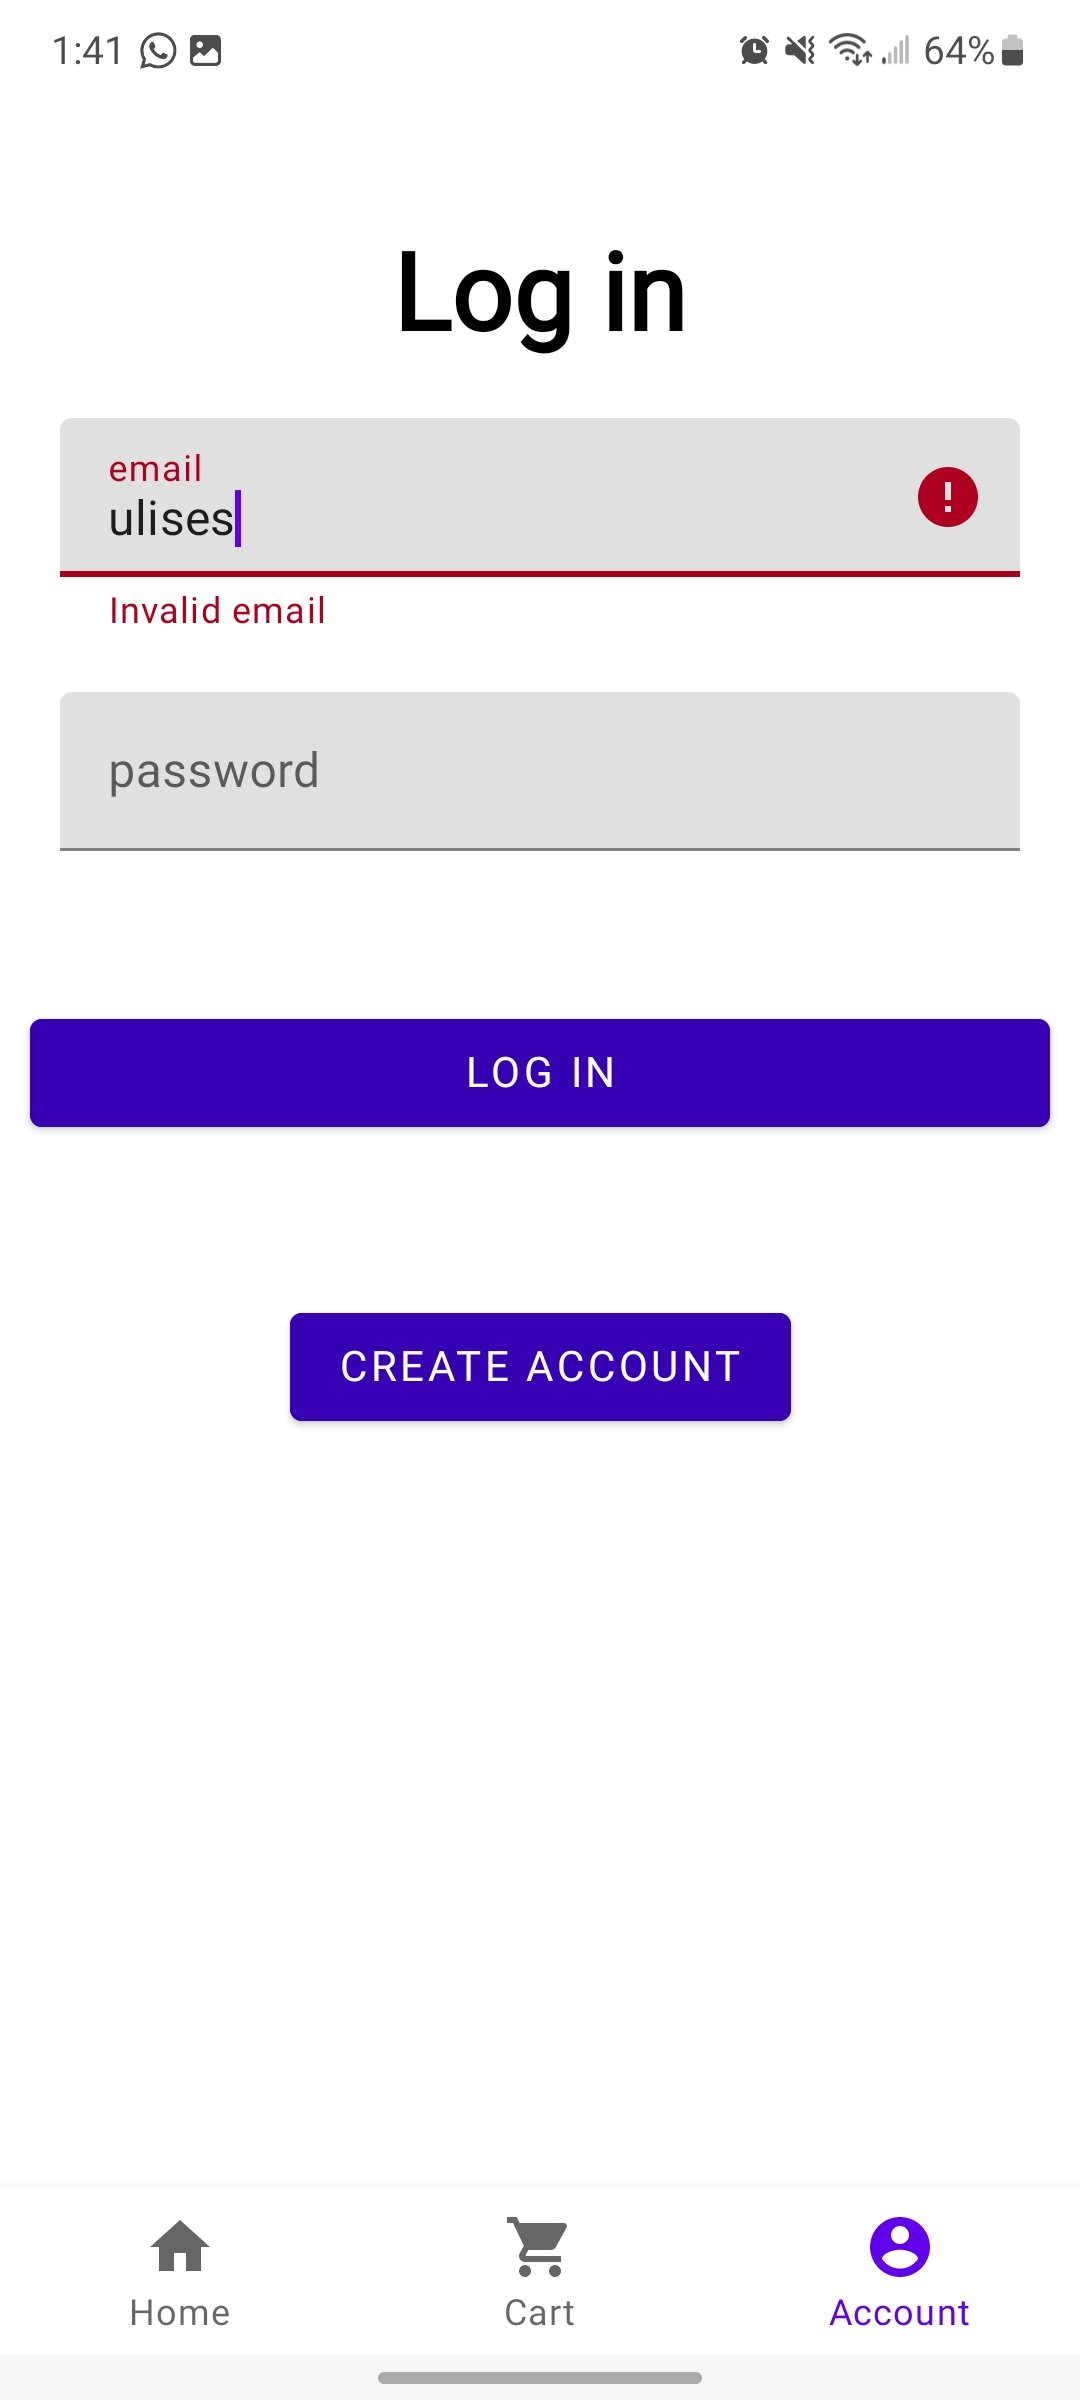 1:41 64%
Log in
email
ulises
Invalid email
password
LOG IN
CREATE ACCOUNT
Home Cart Account